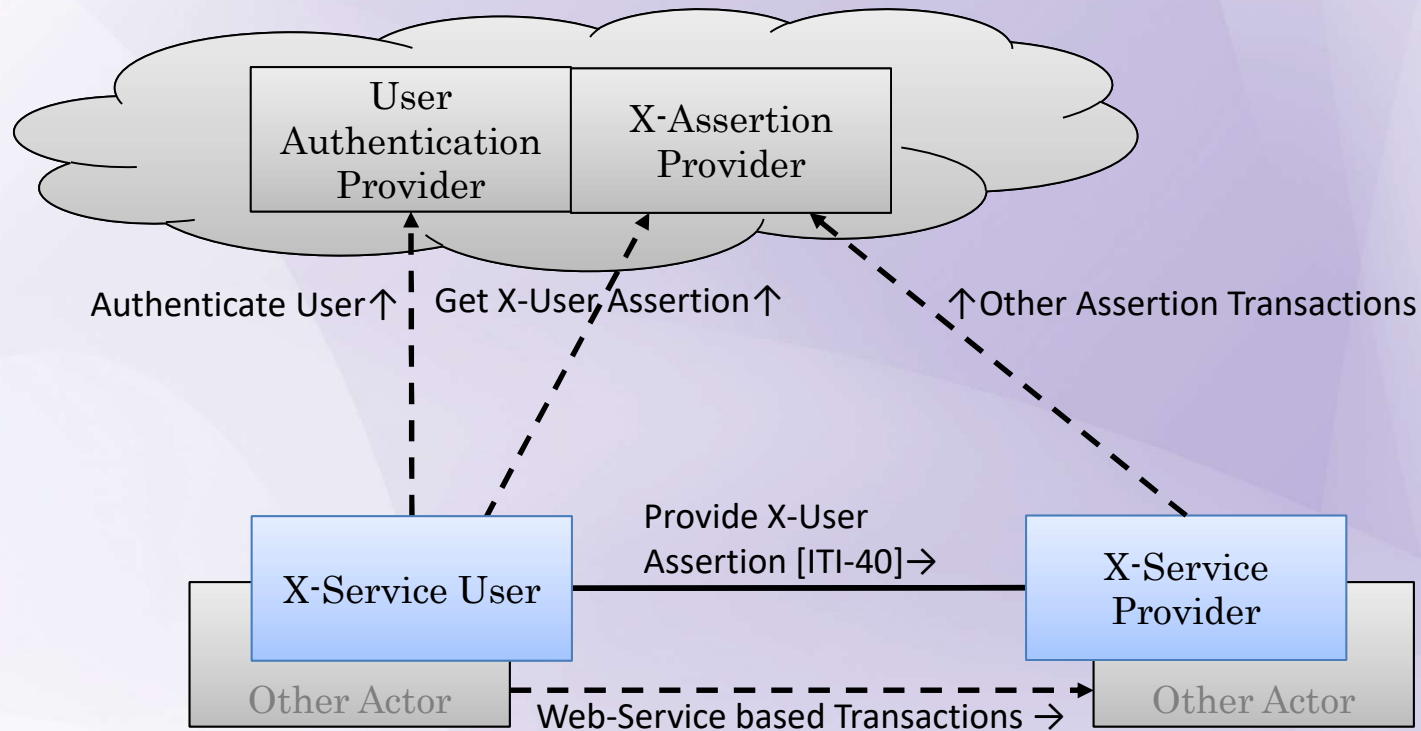 User
Authentication
Provider
X-Assertion
Provider
Authenticate User↑
Get X-User Assertion↑
↑Other Assertion Transactions
Provide X-User
Assertion [ITI-40]→
X-Service User
X-Service
Provider
Other Actor
Other Actor
Web-Service based Transactions →